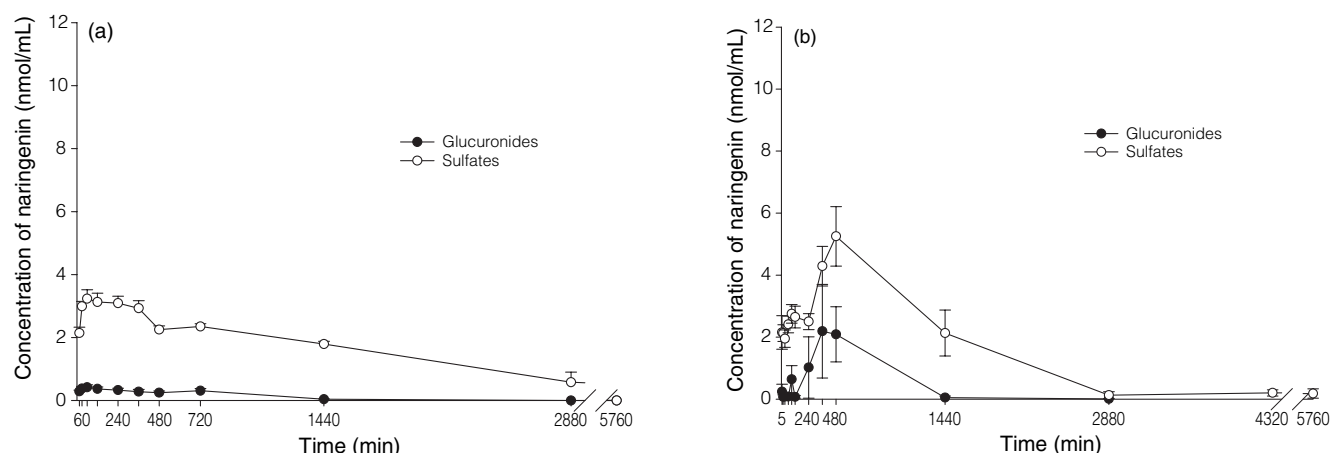 (a)
Concentration of naringenin (nmol/mL)
12
10
8
6
4
2
0
Glucuronides
Sulfates
60 240 480 720 1440 2880 5760
Time (min)
(b)
Concentration of naringenin (nmol/mL)
12
10
8
6
4
2
0
Glucuronides
Sulfates
5 240 480 1440 2880 4320 5760
Time (min)